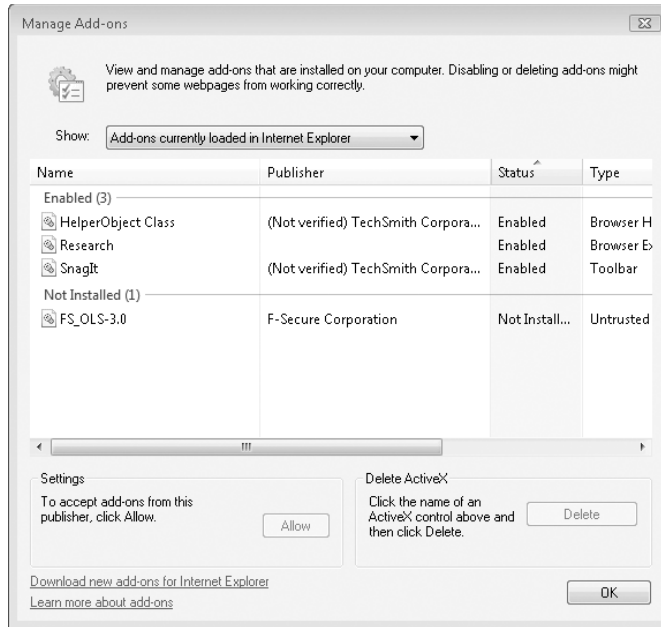 Manage Add-ons
View and manage add-ons that are installed on your computer. Disabling or deleting add-ons might
prevent some webpages from working correctly.
Show: Add-ons currently loaded in Internet Explorer
Name Publisher Status Type
Enabled (3)
HelperObject Class (Not verified) TechSmith Corpora... Enabled Browser H
Research Enabled Browser Ex
SnagIt (Not verified) TechSmith Corpora... Enabled Toolbar
Not Installed (1)
FS_OLS-3.0 F-Secure Corporation Not Install... Untrusted
Settings
To accept add-ons from this
publisher, click Allow.
Allow
Delete ActiveX
Click the name of an
ActiveX control above and
then click Delete.
Delete
Download new add-ons for Internet Explorer
Learn more about add-ons
OK